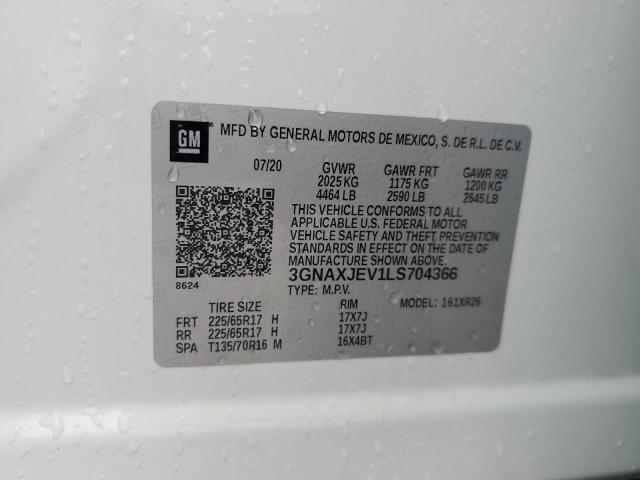 GM MFD BY GENERAL MOTORS DE MEXICO, S. DE R.L. DE C.V.
07/20 GVWR GAWR FRT GAWR RR
2025 KG 1175 KG 1200 KG
4464 LB 2590 LB 2645 LB
THIS VEHICLE CONFORMS TO ALL
APPLICABLE U.S. FEDERAL MOTOR
VEHICLE SAFETY AND THEFT PREVENTION
STANDARDS IN EFFECT ON THE DATE
OF MANUFACTURE SHOWN ABOVE.
3GNAXJEV1LS704366
8624 TYPE: M.P.V. MODEL: 161XR26
TIRE SIZE RIM
FRT 225/65R17 H 17X7J
RR 225/65R17 H 17X7J
SPA T135/70R16 M 16X4BT